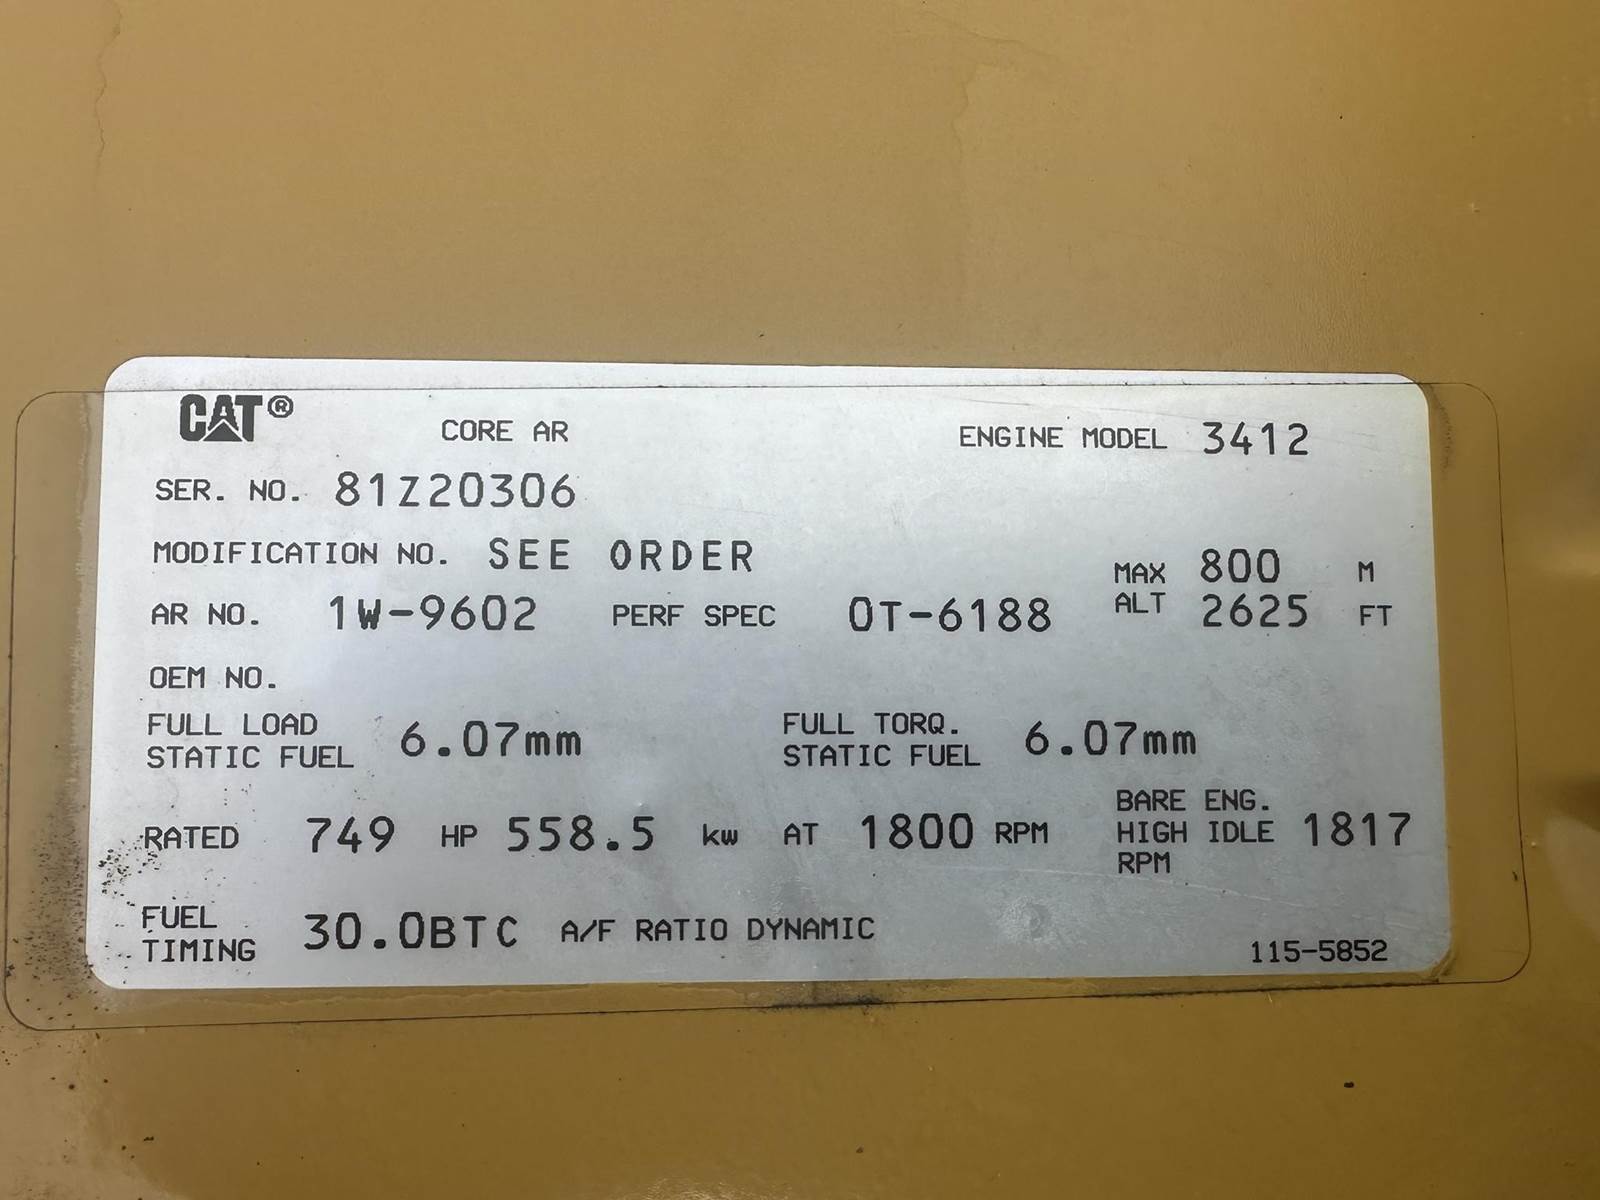 CAT® CORE AR ENGINE MODEL 3412
SER. NO. 81Z20306
MODIFICATION NO. SEE ORDER
MAX ALT 800 M
2625 FT
AR NO. 1W-9602 PERF SPEC 0T-6188
OEM NO.
FULL LOAD STATIC FUEL 6.07mm
FULL TORQ. STATIC FUEL 6.07mm
RATED 749 HP 558.5 kw AT 1800 RPM
BARE ENG. HIGH IDLE RPM 1817
FUEL TIMING 30.0BTC A/F RATIO DYNAMIC
115-5852